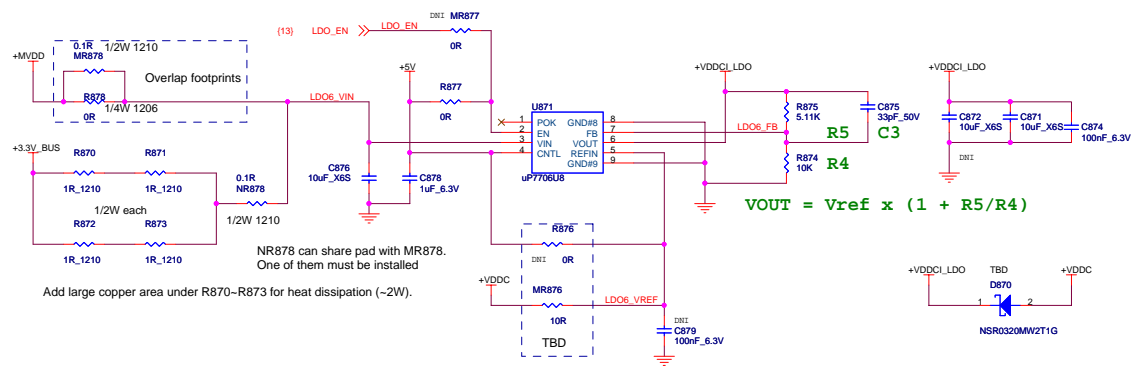 {13} LDO_EN LDO_EN DNI MR877
0R
+MVDD
0.1R 1/2W 1210
MR878
Overlap footprints
R878 1/4W 1206
0R
LDO6_VIN
+3.3V_BUS
R870 R871
1R_1210 1R_1210
1/2W each
R872 R873
1R_1210 1R_1210
0.1R
NR878
1/2W 1210
NR878 can share pad with MR878.
One of them must be installed
Add large copper area under R870~R873 for heat dissipation (~2W).
+5V
R877
0R
C876
10uF_X6S
C878
1uF_6.3V
U871
1 POK GND#8 8
2 EN FB 7
3 VIN VOUT 6
4 CNTL REFIN 5
GND#9 9
uP7706U8
R876
DNI 0R
+VDDC
MR876
LDO6_VREF
10R
TBD
DNI
C879
100nF_6.3V
+VDDCI_LDO
R875
5.11K
LDO6_FB
R5
C875
33pF_50V
C3
R874
10K
R4
VOUT = Vref x (1 + R5/R4)
+VDDCI_LDO
C872
10uF_X6S
C871
10uF_X6S
C874
100nF_6.3V
DNI
+VDDCI_LDO TBD +VDDC
D870
1 2
NSR0320MW2T1G